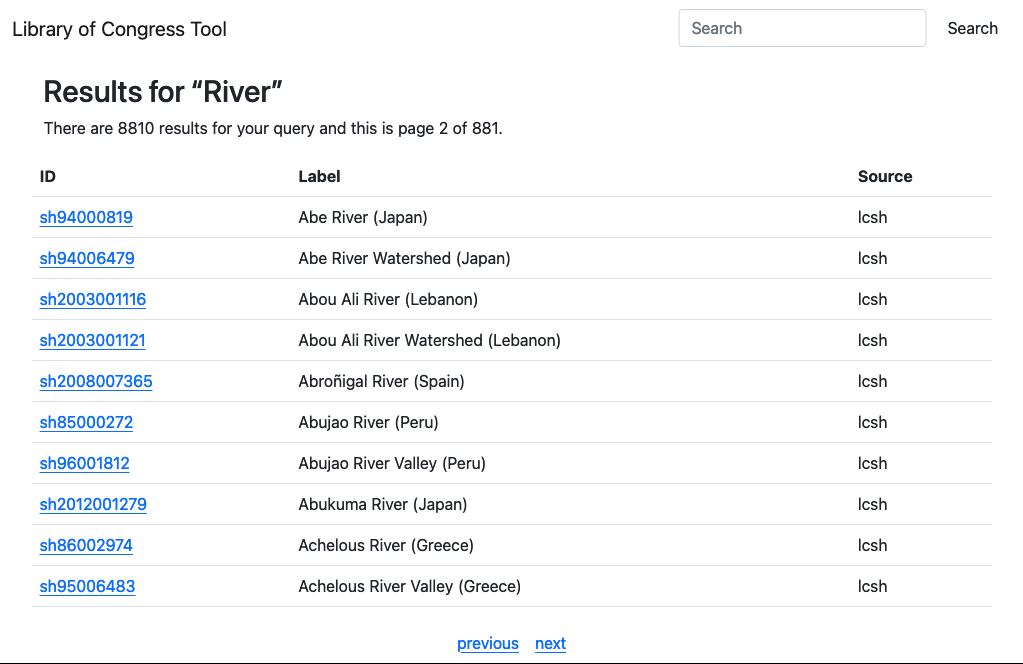 Library of Congress Tool
Search
Search
Results for “River”
There are 8810 results for your query and this is page 2 of 881.
ID Label Source
sh94000819 Abe River (Japan) lcsh
sh94006479 Abe River Watershed (Japan) lcsh
sh2003001116 Abou Ali River (Lebanon) lcsh
sh2003001121 Abou Ali River Watershed (Lebanon) lcsh
sh2008007365 Abroñigal River (Spain) lcsh
sh85000272 Abujao River (Peru) lcsh
sh96001812 Abujao River Valley (Peru) lcsh
sh2012001279 Abukuma River (Japan) lcsh
sh86002974 Achelous River (Greece) lcsh
sh95006483 Achelous River Valley (Greece) lcsh
previous next